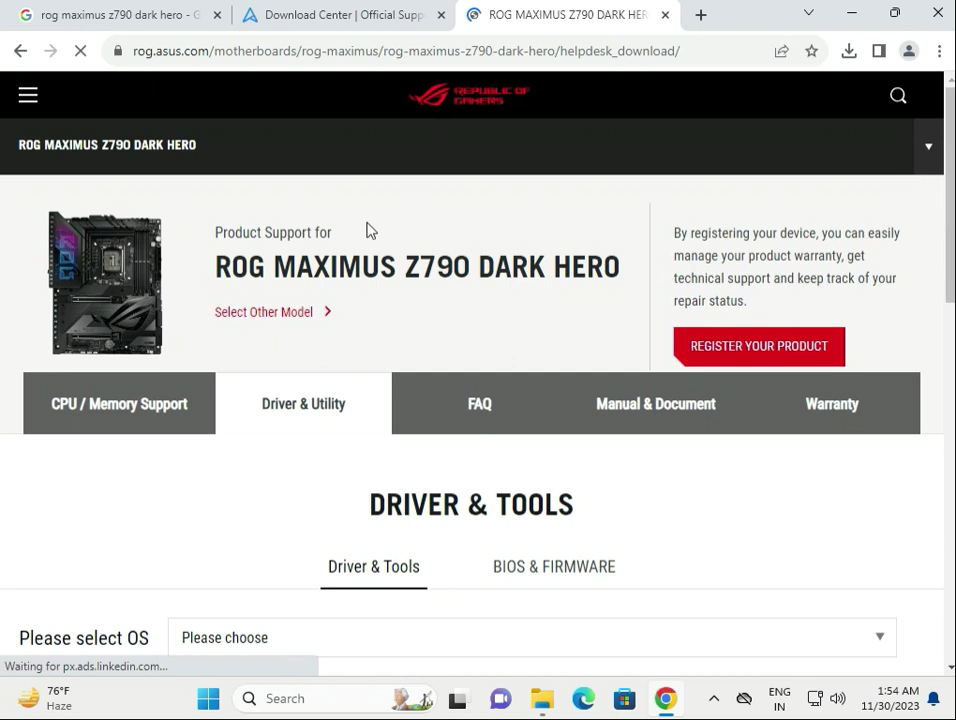 rog maximus z790 dark hero - G
Download Center | Official Supp
ROG MAXIMUS Z790 DARK HER
rog.asus.com/motherboards/rog-maximus/rog-maximus-z790-dark-hero/helpdesk_download/
REPUBLIC OF
GAMERS
ROG MAXIMUS Z790 DARK HERO
Product Support for
ROG MAXIMUS Z790 DARK HERO
Select Other Model
By registering your device, you can easily
manage your product warranty, get
technical support and keep track of your
repair status.
REGISTER YOUR PRODUCT
CPU / Memory Support
Driver & Utility
FAQ
Manual & Document
Warranty
DRIVER & TOOLS
Driver & Tools
BIOS & FIRMWARE
Please select OS
Please choose
Waiting for px.ads.linkedin.com...
76°F
Haze
Search
ENG
IN
1:54 AM
11/30/2023